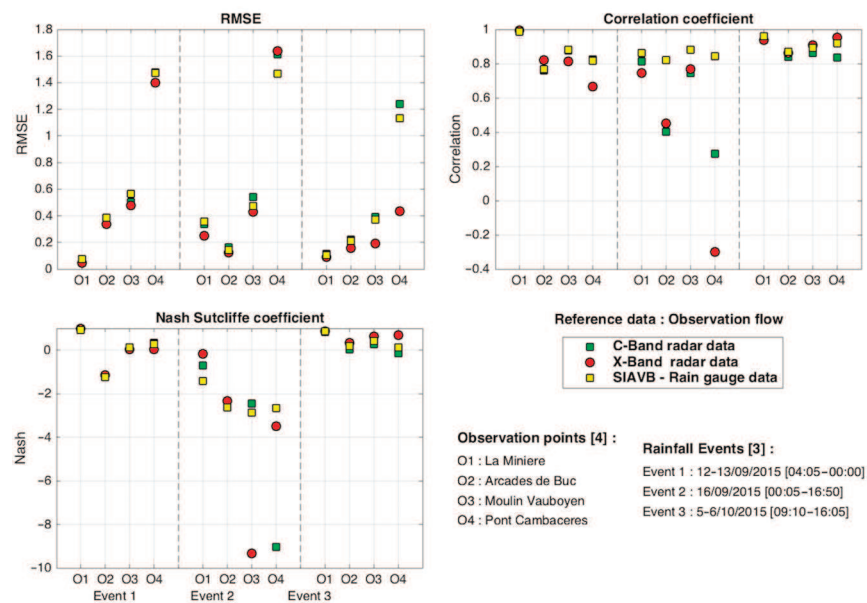 RMSE
1.8
1.6
1.4
1.2
1
0.8
0.6
0.4
0.2
0
RMSE
O1 O2 O3 O4 O1 O2 O3 O4 O1 O2 O3 O4
Correlation coefficient
1
0.8
0.6
0.4
0.2
0
−0.2
−0.4
Correlation
O1 O2 O3 O4 O1 O2 O3 O4 O1 O2 O3 O4
Nash Sutcliffe coefficient
0
−2
−4
−6
−8
−10
Nash
O1 O2 O3 O4 O1 O2 O3 O4 O1 O2 O3 O4
Event 1 Event 2 Event 3
Reference data : Observation flow
C-Band radar data
X-Band radar data
SIAVB - Rain gauge data
Observation points [4] :
O1 : La Miniere
O2 : Arcades de Buc
O3 : Moulin Vauboyen
O4 : Pont Cambaceres
Rainfall Events [3] :
Event 1 : 12-13/09/2015 [04:05−00:00]
Event 2 : 16/09/2015 [00:05−16:50]
Event 3 : 5-6/10/2015 [09:10−16:05]